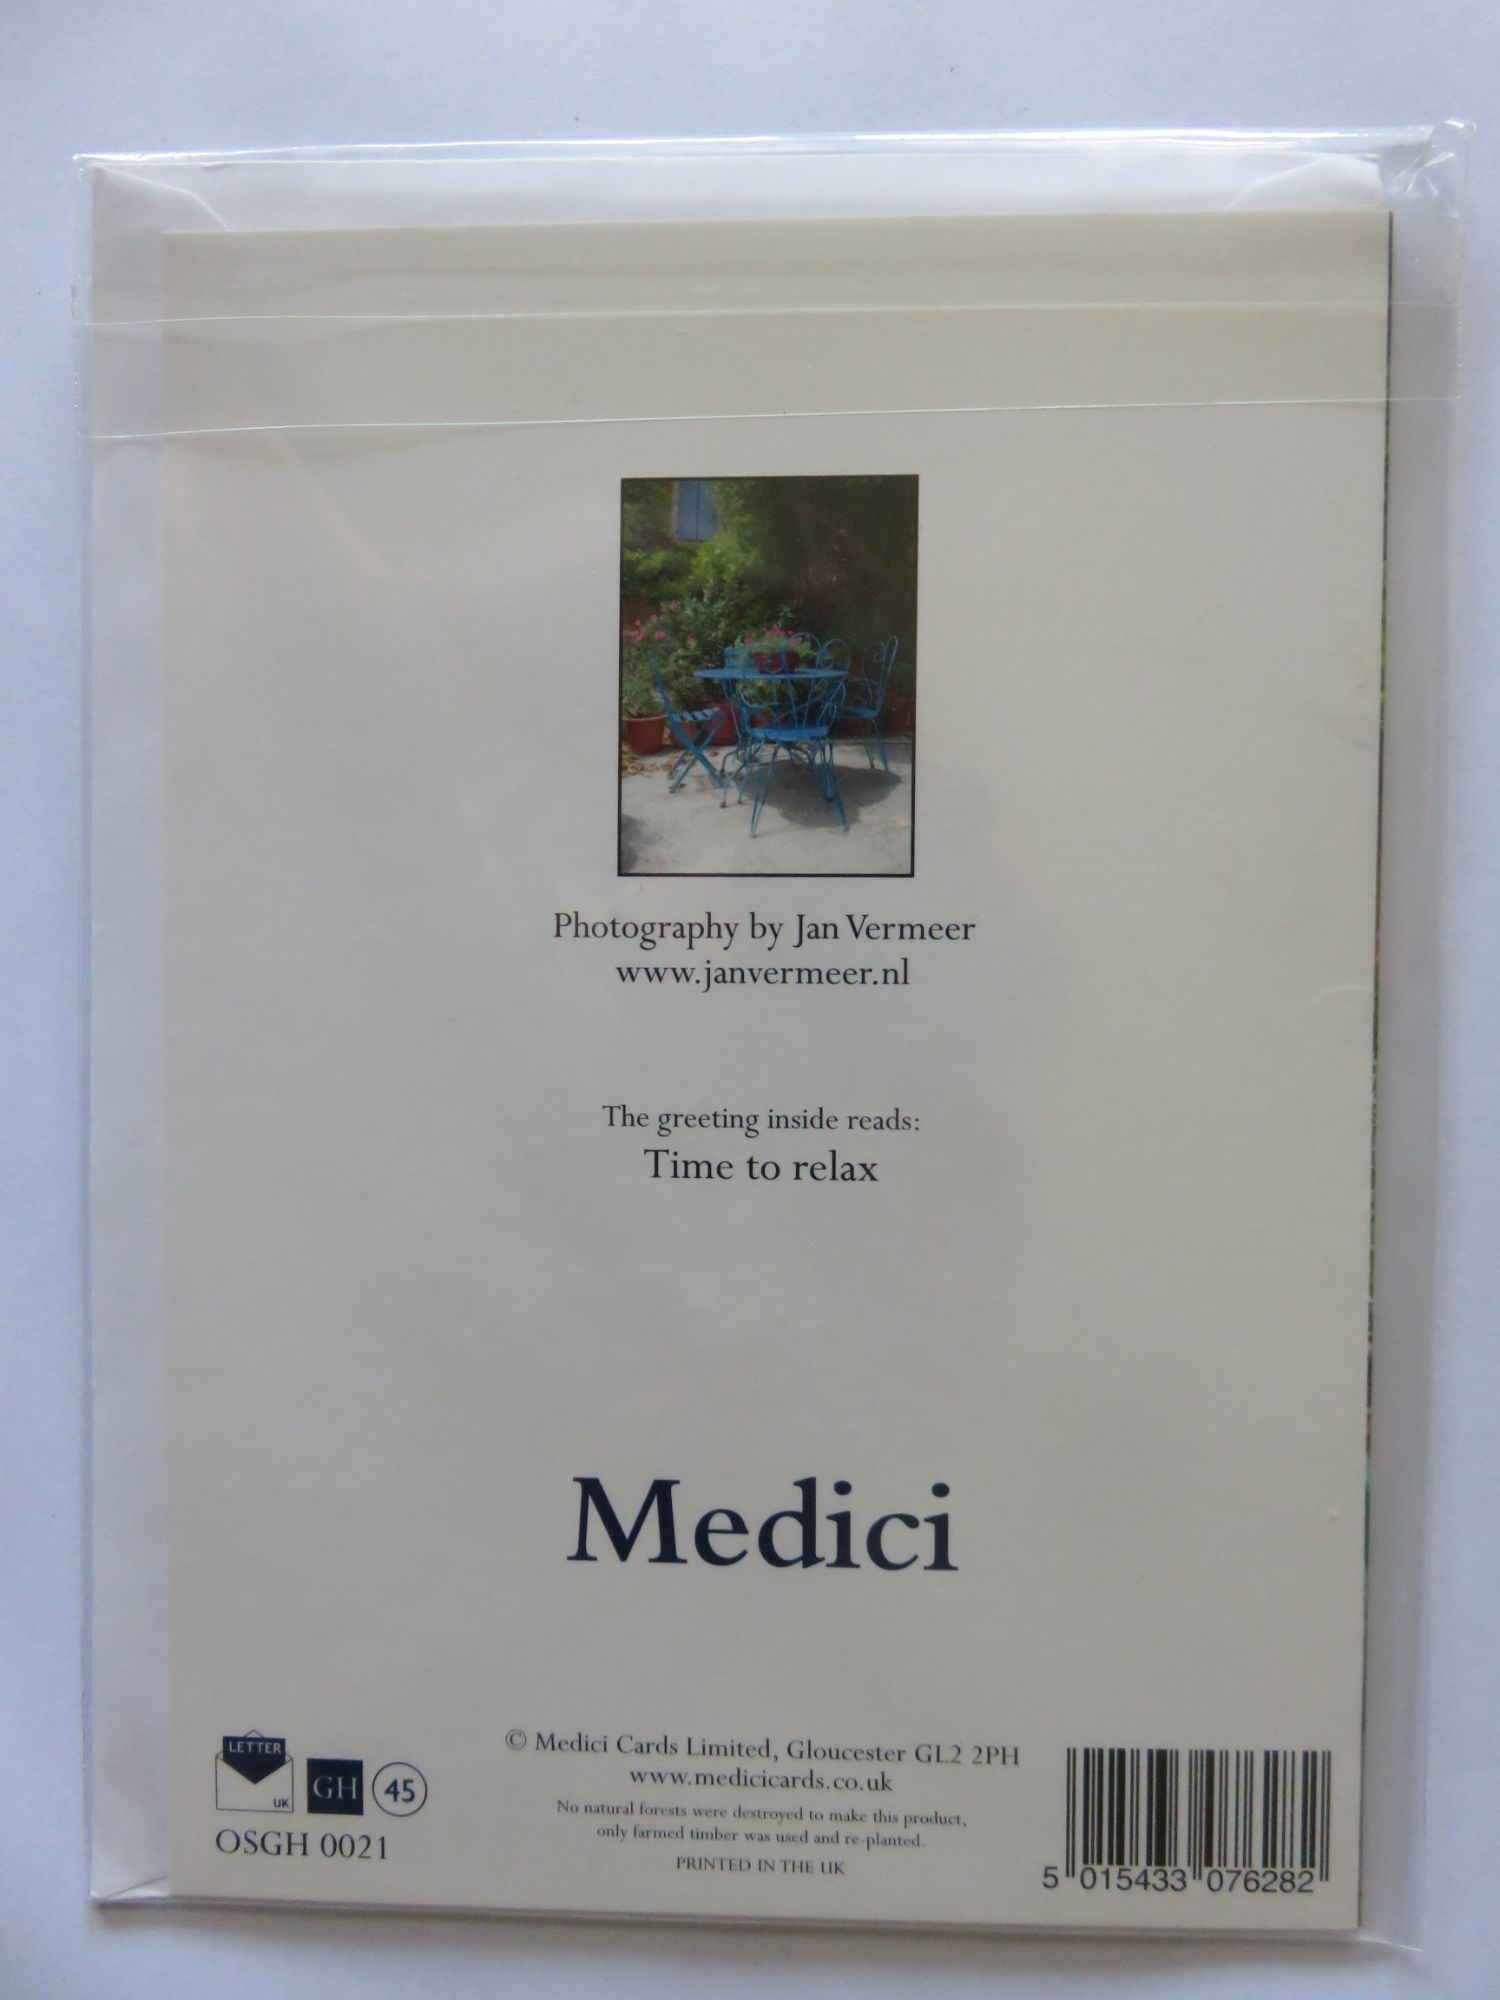 Photography by Jan Vermeer
www.janvermeer.nl
The greeting inside reads:
Time to relax
Medici
LETTER
UK
GH
45
OSGH 0021
© Medici Cards Limited, Gloucester GL2 2PH
www.medicicards.co.uk
No natural forests were destroyed to make this product,
only farmed timber was used and re-planted.
PRINTED IN THE UK
5 015433 076282